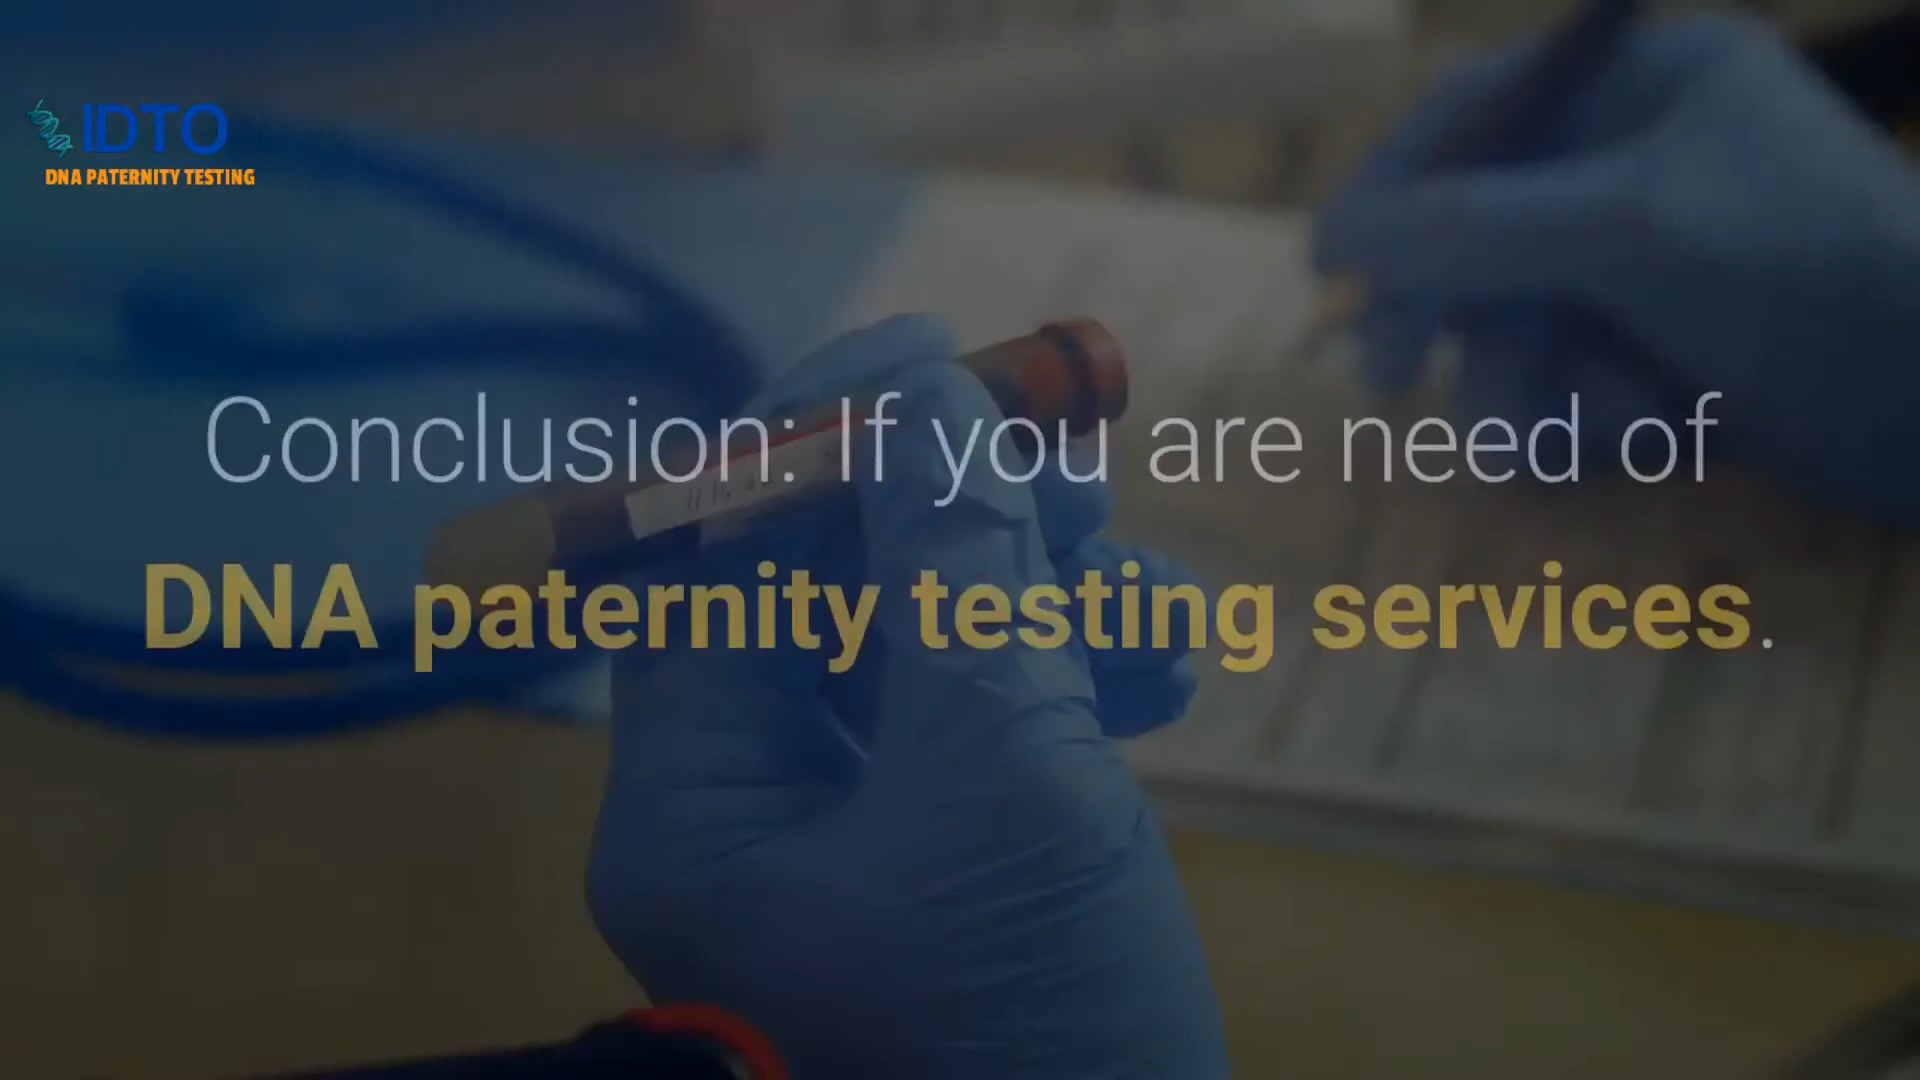 IDTO
DNA PATERNITY TESTING
Conclusion: If you are need of
DNA paternity testing services.